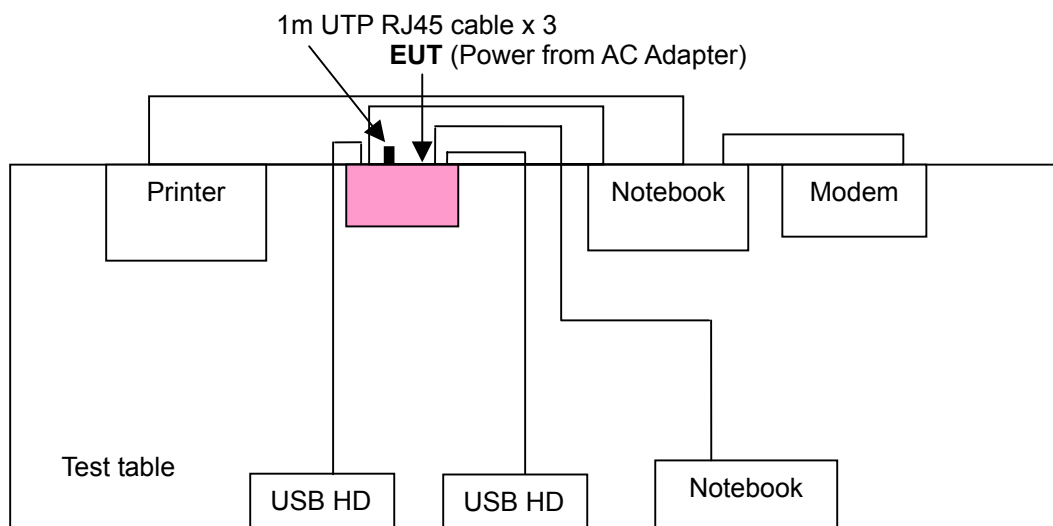 1m UTP RJ45 cable x 3
EUT (Power from AC Adapter)
Printer
Notebook
Modem
Test table
USB HD
USB HD
Notebook